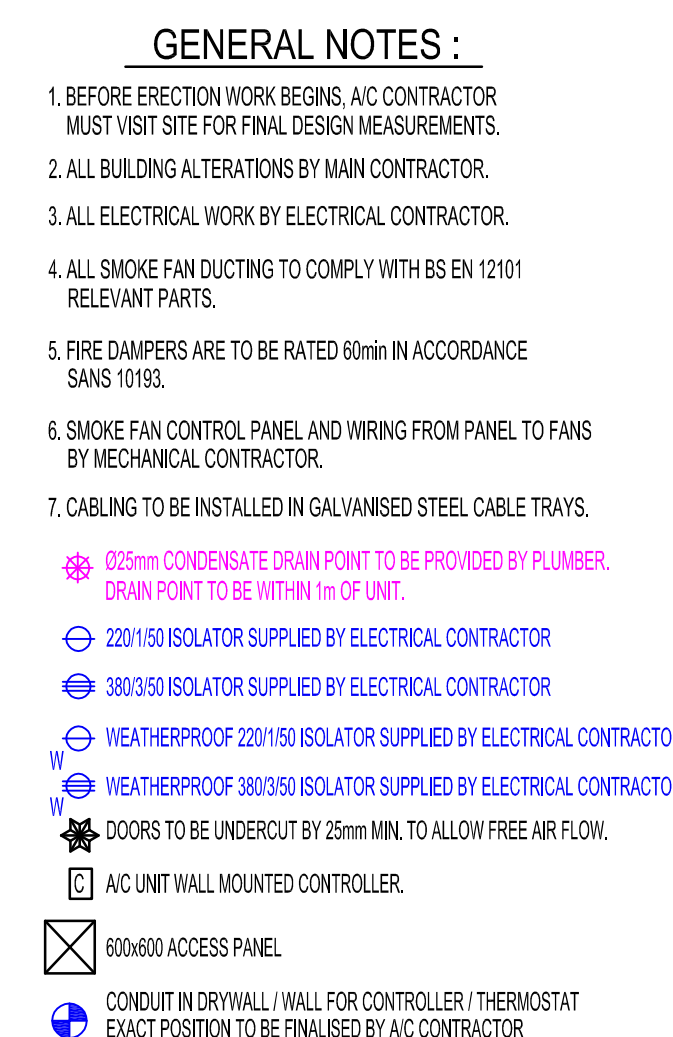 GENERAL NOTES :
1. BEFORE ERECTION WORK BEGINS, A/C CONTRACTOR
MUST VISIT SITE FOR FINAL DESIGN MEASUREMENTS.
2. ALL BUILDING ALTERATIONS BY MAIN CONTRACTOR.
3. ALL ELECTRICAL WORK BY ELECTRICAL CONTRACTOR.
4. ALL SMOKE FAN DUCTING TO COMPLY WITH BS EN 12101
RELEVANT PARTS.
5. FIRE DAMPERS ARE TO BE RATED 60min IN ACCORDANCE
SANS 10193.
6. SMOKE FAN CONTROL PANEL AND WIRING FROM PANEL TO FANS
BY MECHANICAL CONTRACTOR.
7. CABLING TO BE INSTALLED IN GALVANISED STEEL CABLE TRAYS.
Ø25mm CONDENSATE DRAIN POINT TO BE PROVIDED BY PLUMBER.
DRAIN POINT TO BE WITHIN 1m OF UNIT.
220/1/50 ISOLATOR SUPPLIED BY ELECTRICAL CONTRACTOR
380/3/50 ISOLATOR SUPPLIED BY ELECTRICAL CONTRACTOR
WEATHERPROOF 220/1/50 ISOLATOR SUPPLIED BY ELECTRICAL CONTRACTO
W
WEATHERPROOF 380/3/50 ISOLATOR SUPPLIED BY ELECTRICAL CONTRACTO
W
DOORS TO BE UNDERCUT BY 25mm MIN. TO ALLOW FREE AIR FLOW.
C A/C UNIT WALL MOUNTED CONTROLLER.
600x600 ACCESS PANEL
CONDUIT IN DRYWALL / WALL FOR CONTROLLER / THERMOSTAT
EXACT POSITION TO BE FINALISED BY A/C CONTRACTOR